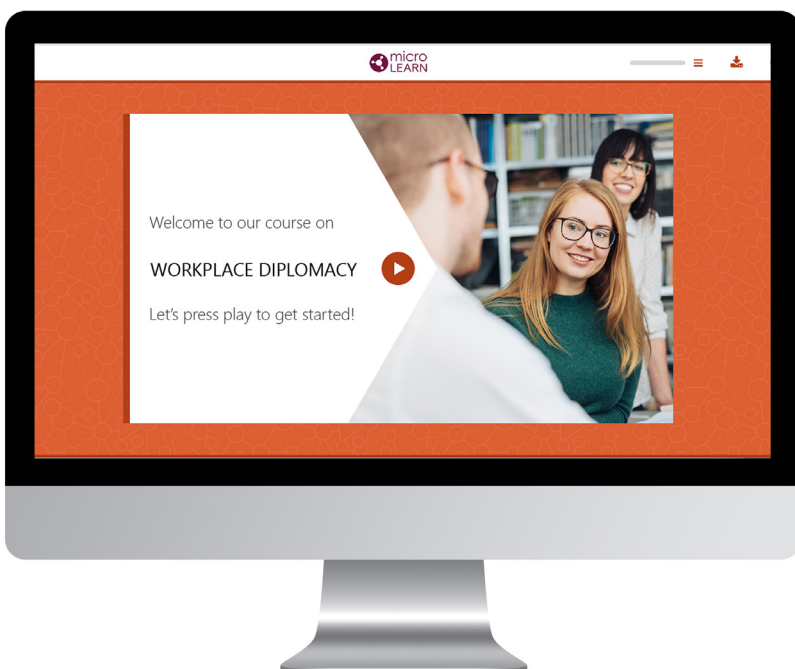 micro
LEARN
Welcome to our course on
WORKPLACE DIPLOMACY
Let's press play to get started!